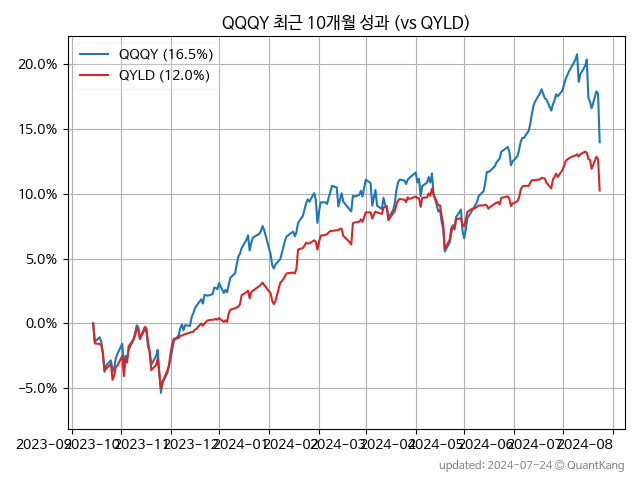 QQQY 최근 10개월 성과 (vs QYLD)
QQQY (16.5%)
QYLD (12.0%)
20.0%
15.0%
10.0%
5.0%
0.0%
−5.0%
2023-09 2023-10 2023-11 2023-12 2024-01 2024-02 2024-03 2024-04 2024-05 2024-06 2024-07 2024-08
updated: 2024-07-24 © QuantKang